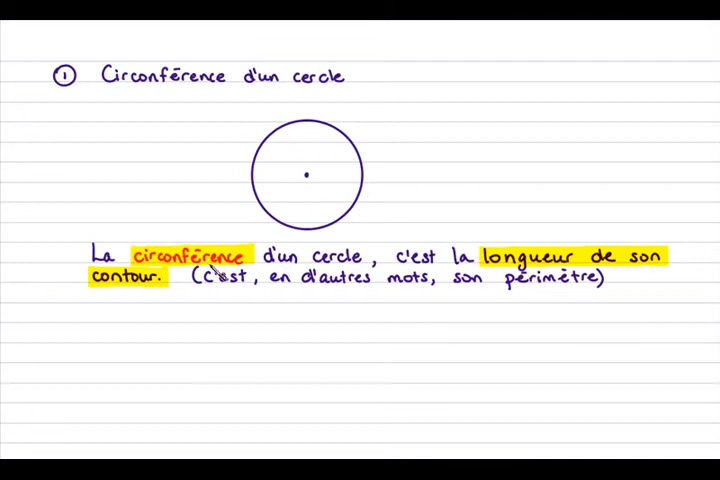 1 Circonférence d'un cercle
La circonférence d'un cercle, c'est la longueur de son
contour. (c'est, en d'autres mots, son périmètre)